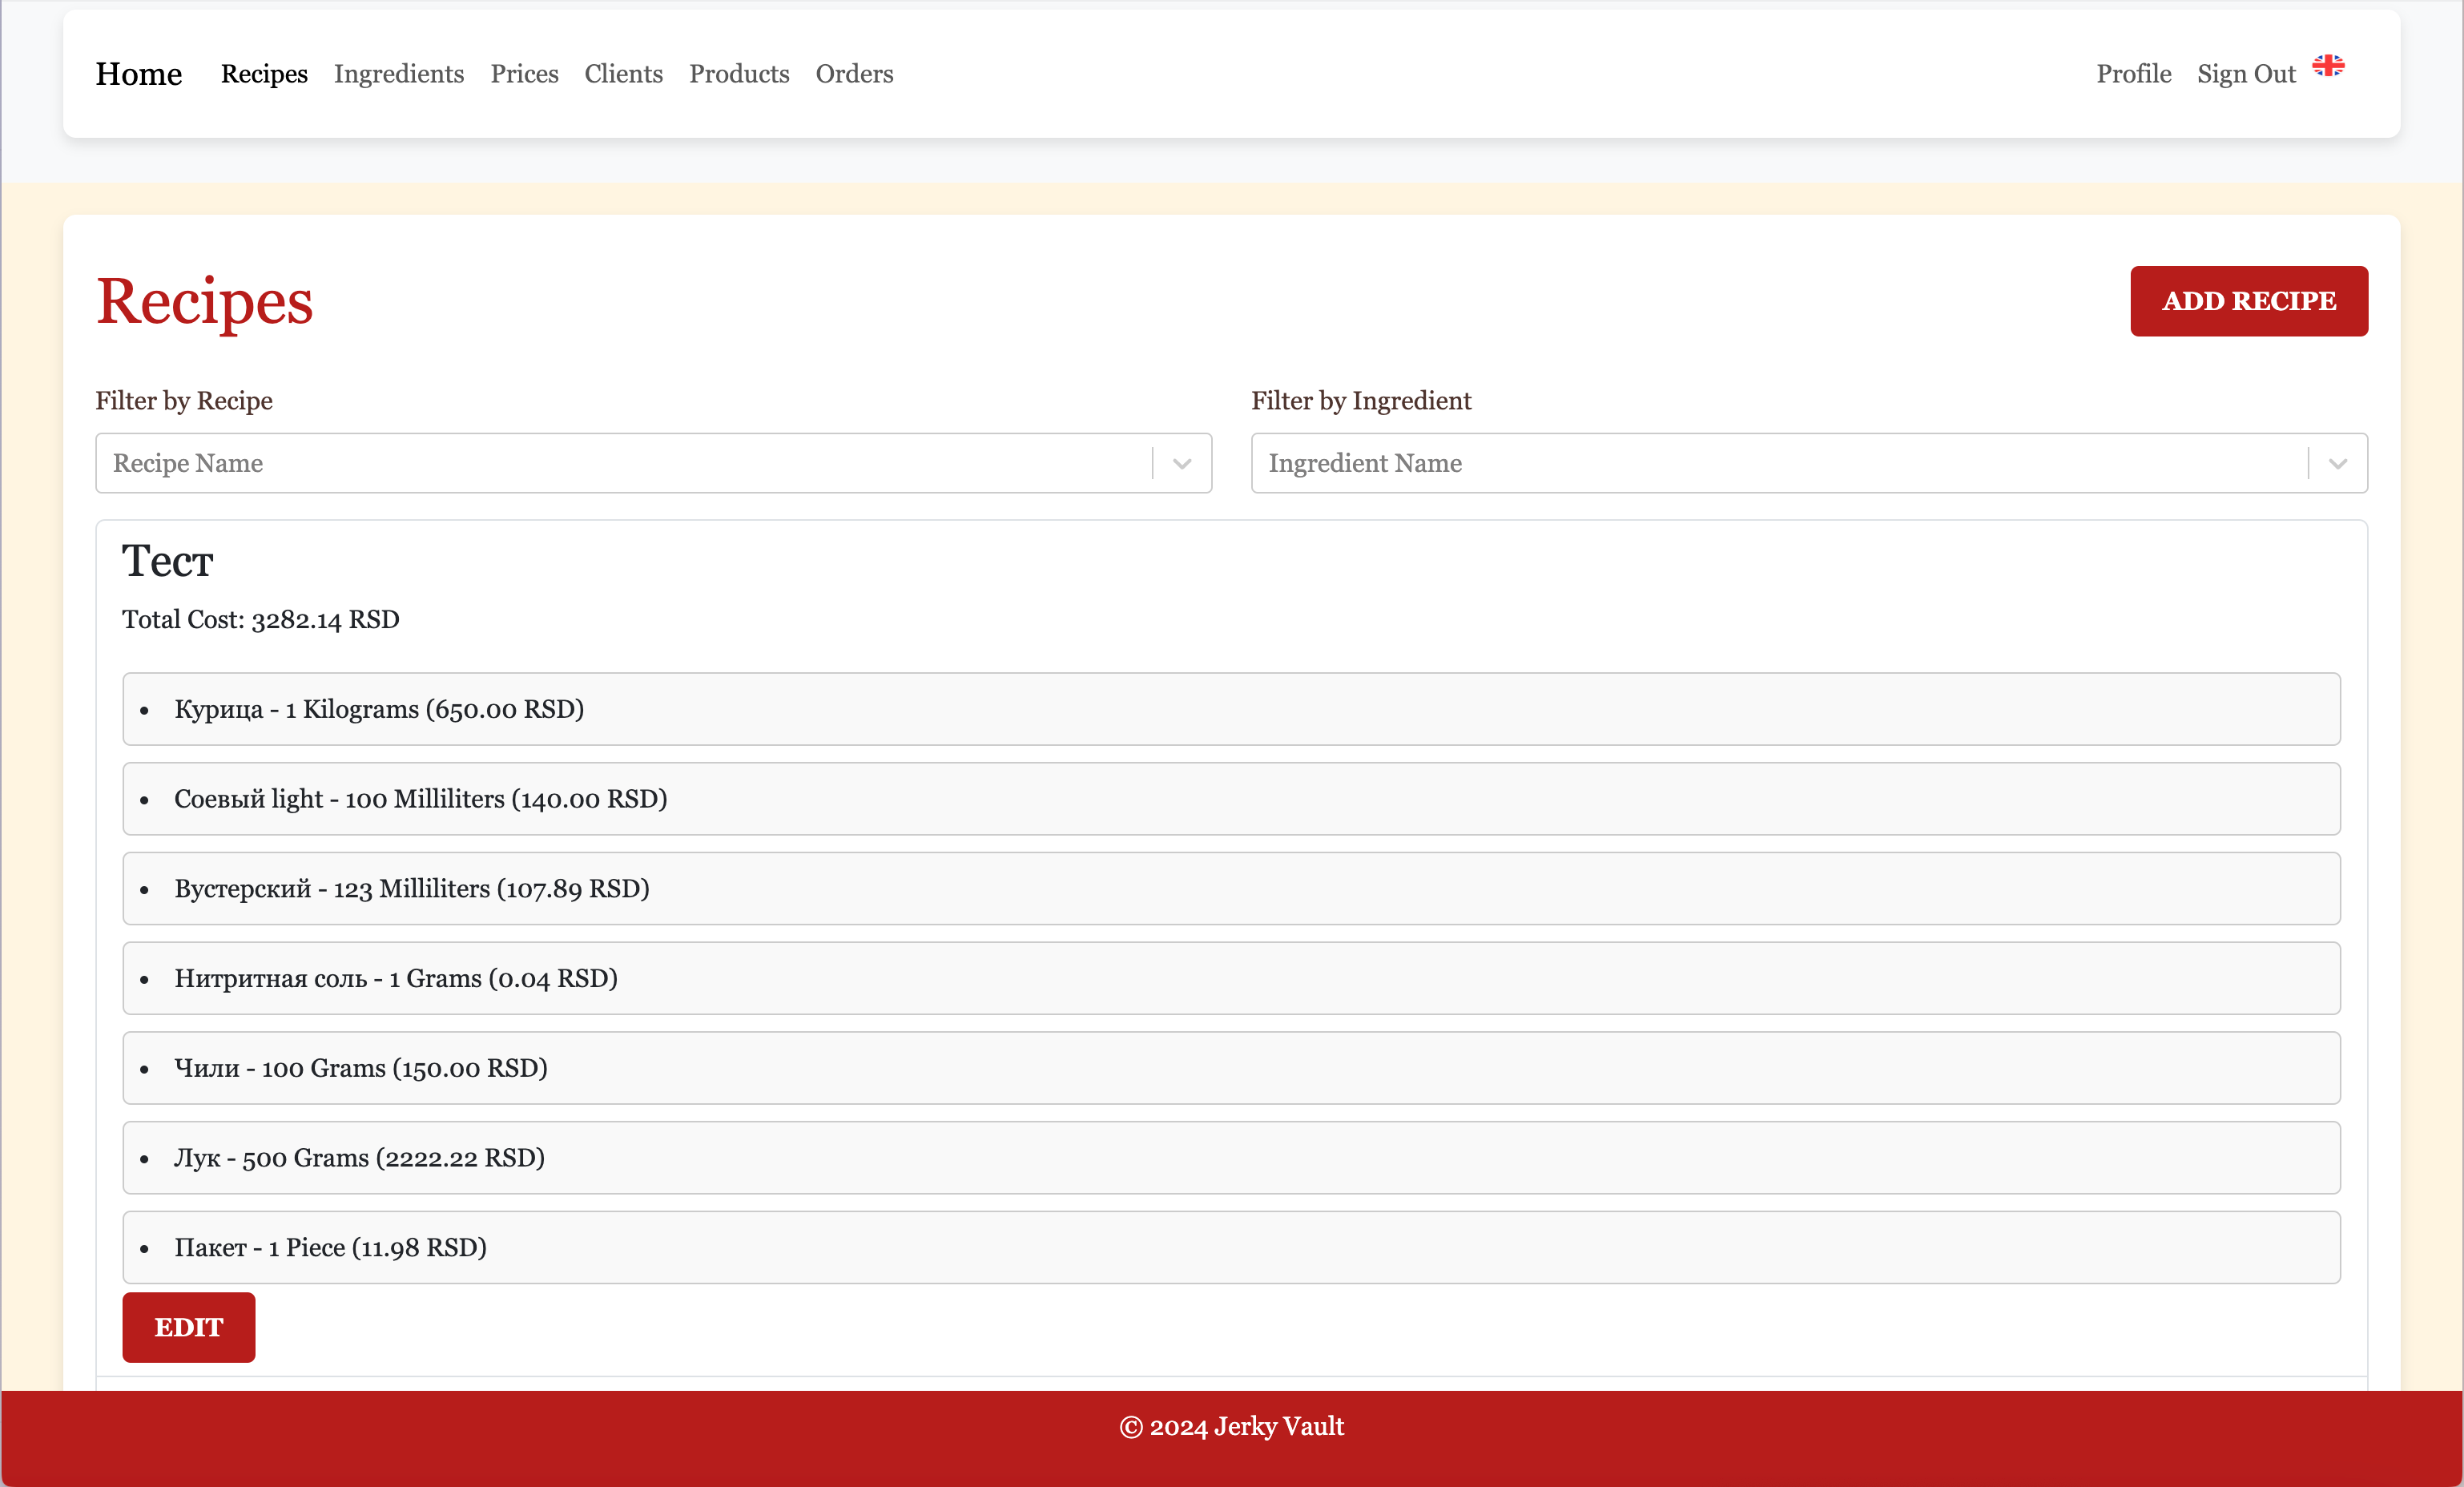 Home Recipes Ingredients Prices Clients Products Orders Profile Sign Out
Recipes
ADD RECIPE
Filter by Recipe
Filter by Ingredient
Recipe Name
Ingredient Name
Тест
Total Cost: 3282.14 RSD
• Курица - 1 Kilograms (650.00 RSD)
• Соевый light - 100 Milliliters (140.00 RSD)
• Вустерский - 123 Milliliters (107.89 RSD)
• Нитритная соль - 1 Grams (0.04 RSD)
• Чили - 100 Grams (150.00 RSD)
• Лук - 500 Grams (2222.22 RSD)
• Пакет - 1 Piece (11.98 RSD)
EDIT
© 2024 Jerky Vault